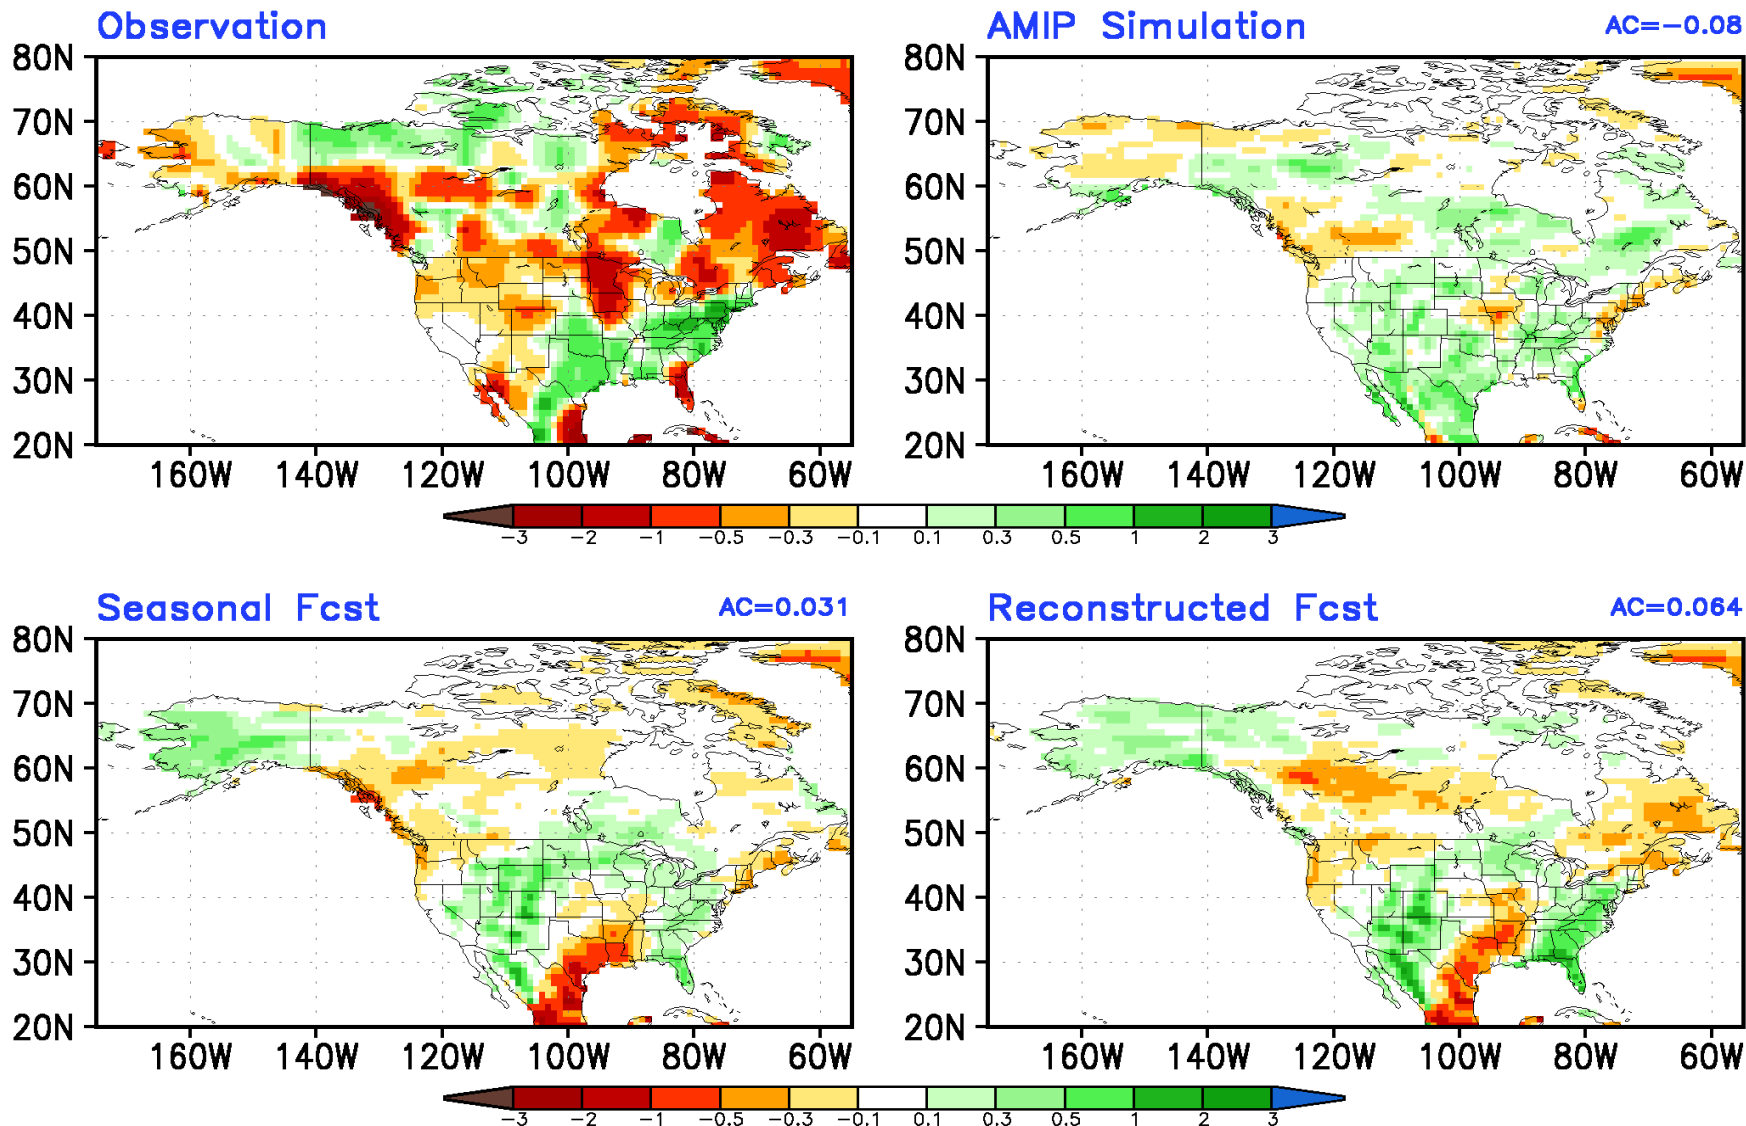 Observation
AMIP Simulation AC=-0.08
80N 80N
70N 70N
60N 60N
50N 50N
40N 40N
30N 30N
20N 20N
160W 140W 120W 100W 80W 60W 160W 140W 120W 100W 80W 60W
-3 -2 -1 -0.5 -0.3 -0.1 0.1 0.3 0.5 1 2 3
Seasonal Fcst AC=0.031
Reconstructed Fcst AC=0.064
80N 80N
70N 70N
60N 60N
50N 50N
40N 40N
30N 30N
20N 20N
160W 140W 120W 100W 80W 60W 160W 140W 120W 100W 80W 60W
-3 -2 -1 -0.5 -0.3 -0.1 0.1 0.3 0.5 1 2 3